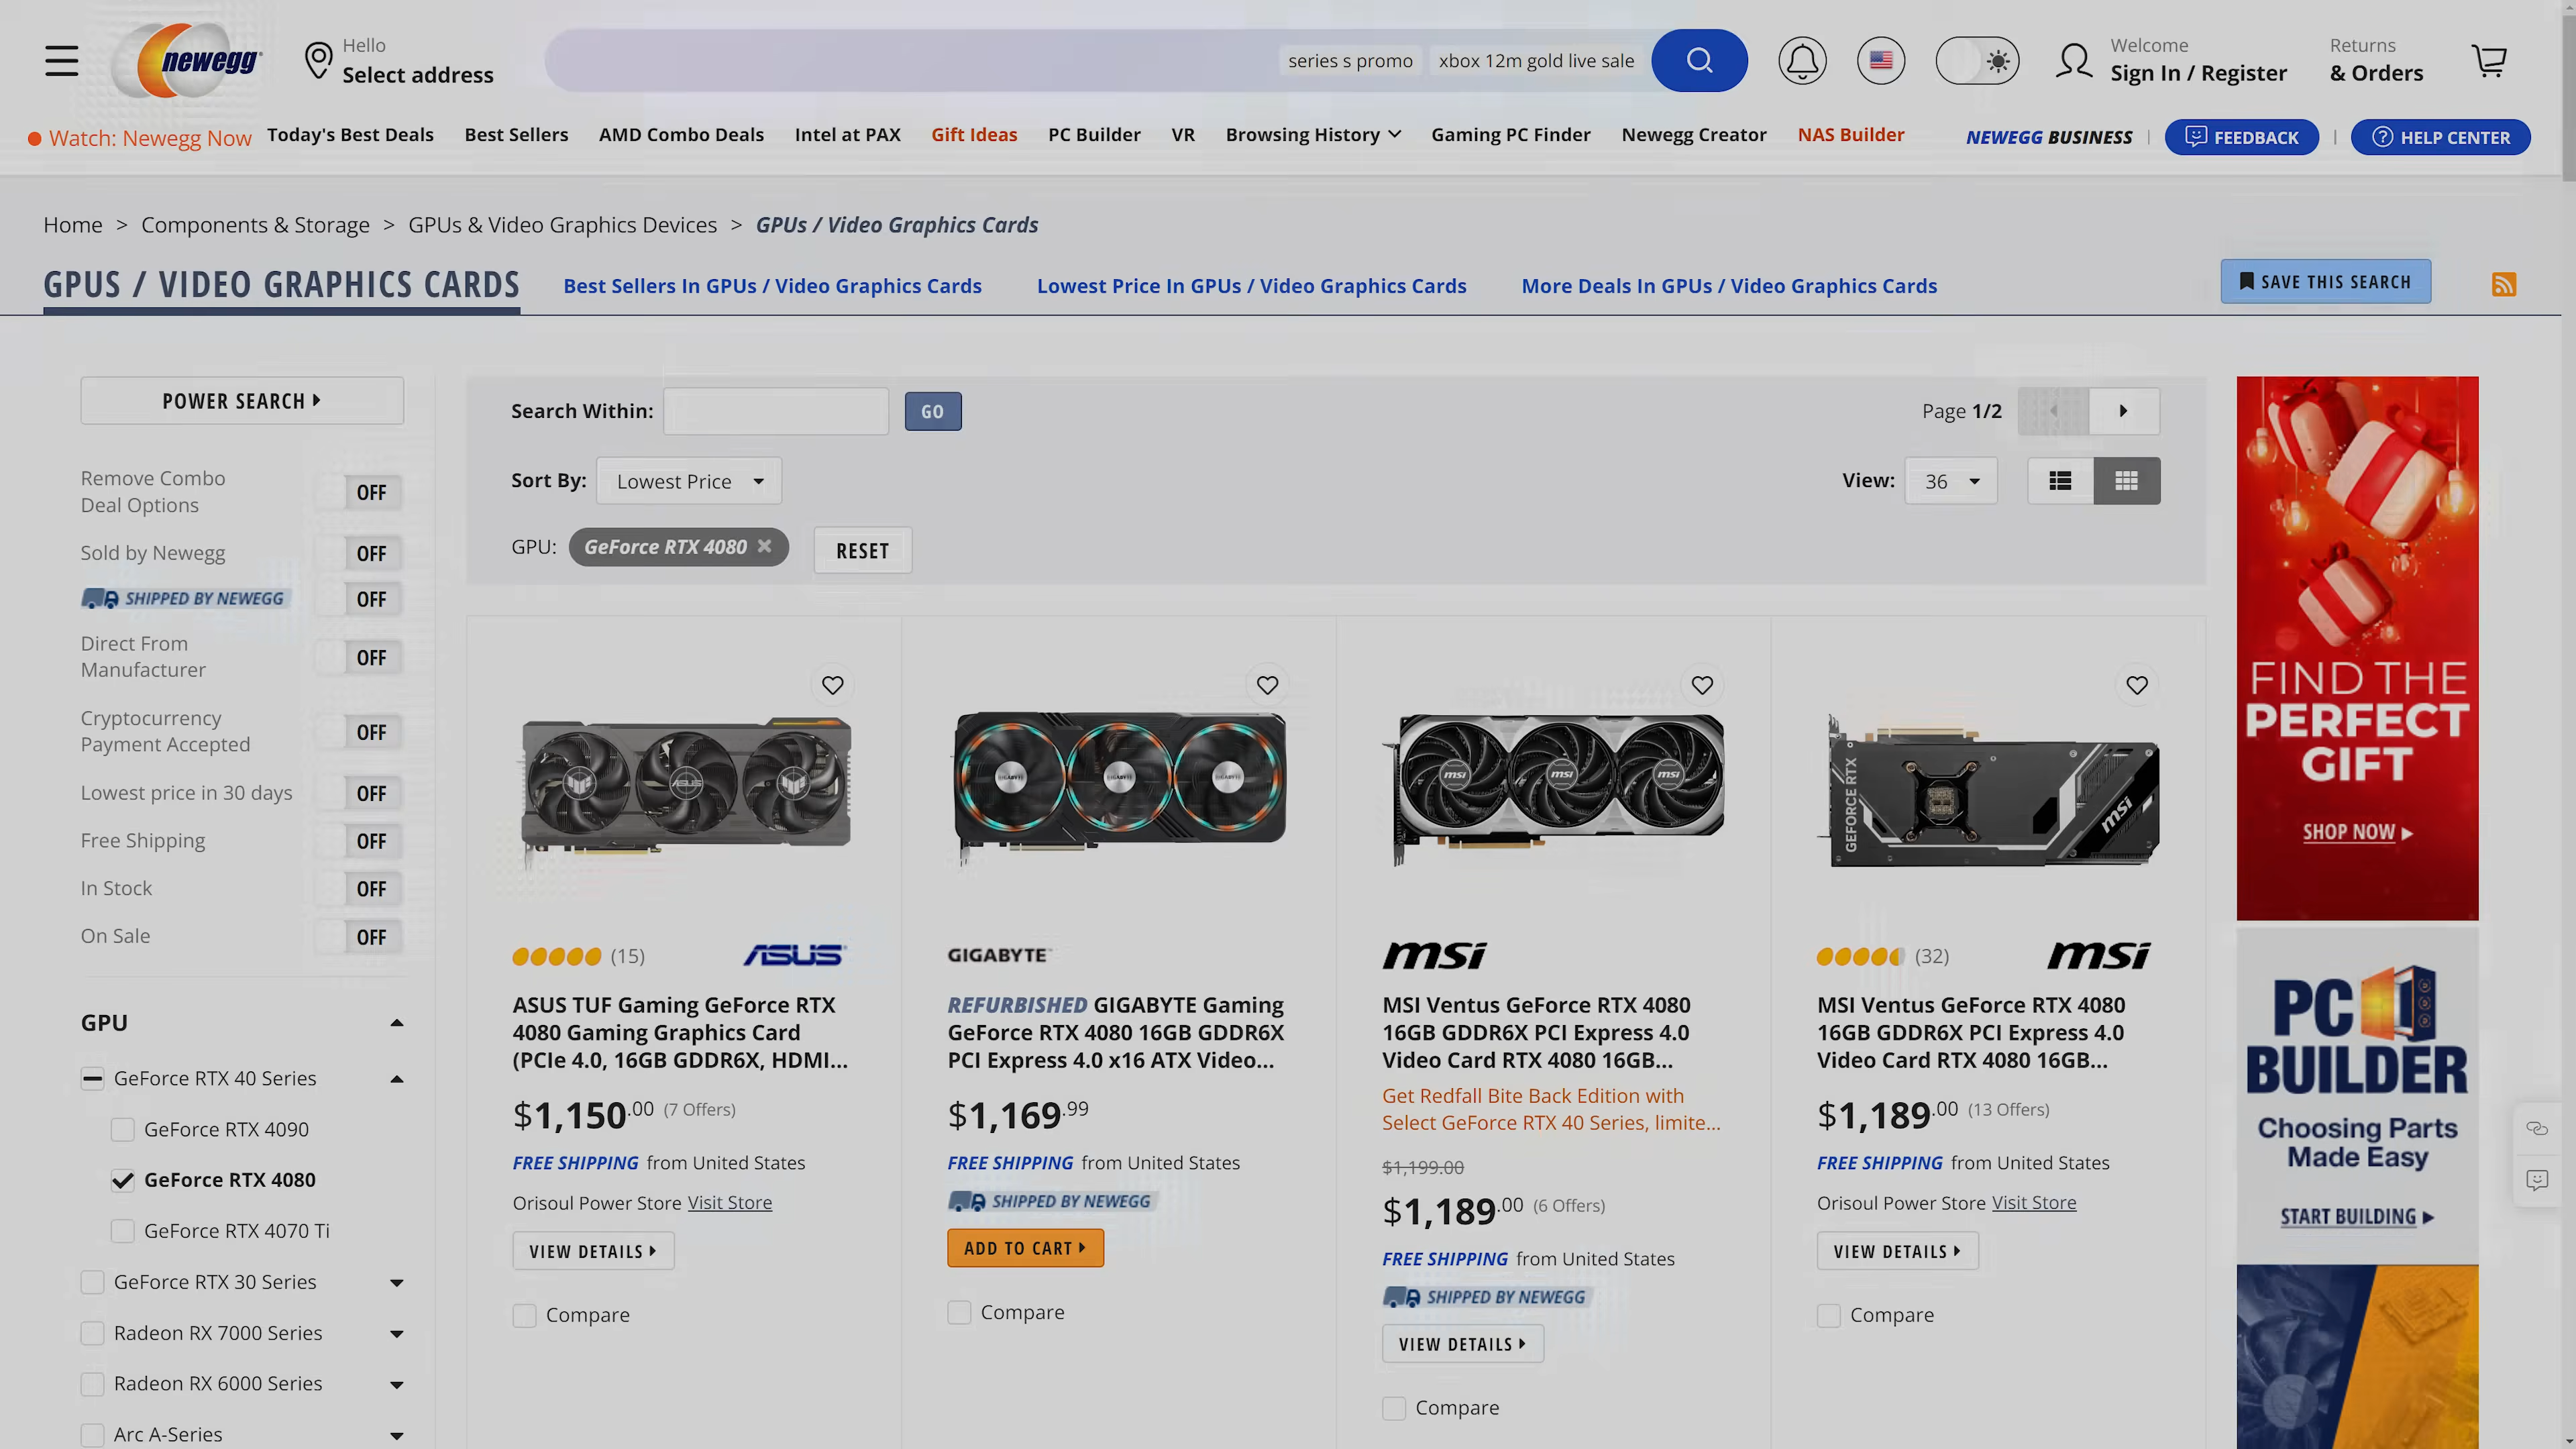 newegg
Hello
Select address
series s promo
xbox 12m gold live sale
Welcome
Sign In / Register
Returns
& Orders
Watch: Newegg Now
Today's Best Deals
Best Sellers
AMD Combo Deals
Intel at PAX
Gift Ideas
PC Builder
VR
Browsing History
Gaming PC Finder
Newegg Creator
NAS Builder
NEWEGG BUSINESS
FEEDBACK
HELP CENTER
Home > Components & Storage > GPUs & Video Graphics Devices > GPUs / Video Graphics Cards
GPUS / VIDEO GRAPHICS CARDS
Best Sellers In GPUs / Video Graphics Cards
Lowest Price In GPUs / Video Graphics Cards
More Deals In GPUs / Video Graphics Cards
SAVE THIS SEARCH
POWER SEARCH
Remove Combo
Deal Options
OFF
Sold by Newegg
OFF
SHIPPED BY NEWEGG
OFF
Direct From
Manufacturer
OFF
Cryptocurrency
Payment Accepted
OFF
Lowest price in 30 days
OFF
Free Shipping
OFF
In Stock
OFF
On Sale
OFF
GPU
GeForce RTX 40 Series
GeForce RTX 4090
GeForce RTX 4080
GeForce RTX 4070 Ti
GeForce RTX 30 Series
Radeon RX 7000 Series
Radeon RX 6000 Series
Arc A-Series
Search Within:
GO
Page 1/2
Sort By:
Lowest Price
View:
36
GPU:
GeForce RTX 4080
RESET
ASUS
(15)
ASUS
ASUS TUF Gaming GeForce RTX
4080 Gaming Graphics Card
(PCIe 4.0, 16GB GDDR6X, HDMI...
$1,150.00 (7 Offers)
FREE SHIPPING from United States
Orisoul Power Store Visit Store
VIEW DETAILS
Compare
GIGABYTE
GIGABYTE
GIGABYTE
GIGABYTE
REFURBISHED GIGABYTE Gaming
GeForce RTX 4080 16GB GDDR6X
PCI Express 4.0 x16 ATX Video...
$1,169.99
FREE SHIPPING from United States
SHIPPED BY NEWEGG
ADD TO CART
Compare
msi
msi
msi
msi
MSI Ventus GeForce RTX 4080
16GB GDDR6X PCI Express 4.0
Video Card RTX 4080 16GB...
Get Redfall Bite Back Edition with
Select GeForce RTX 40 Series, limite...
$1,199.00
$1,189.00 (6 Offers)
FREE SHIPPING from United States
SHIPPED BY NEWEGG
VIEW DETAILS
Compare
GEFORCE RTX
msi
(32)
msi
MSI Ventus GeForce RTX 4080
16GB GDDR6X PCI Express 4.0
Video Card RTX 4080 16GB...
$1,189.00 (13 Offers)
FREE SHIPPING from United States
Orisoul Power Store Visit Store
VIEW DETAILS
Compare
FIND THE
PERFECT
GIFT
SHOP NOW
PC
BUILDER
Choosing Parts
Made Easy
START BUILDING